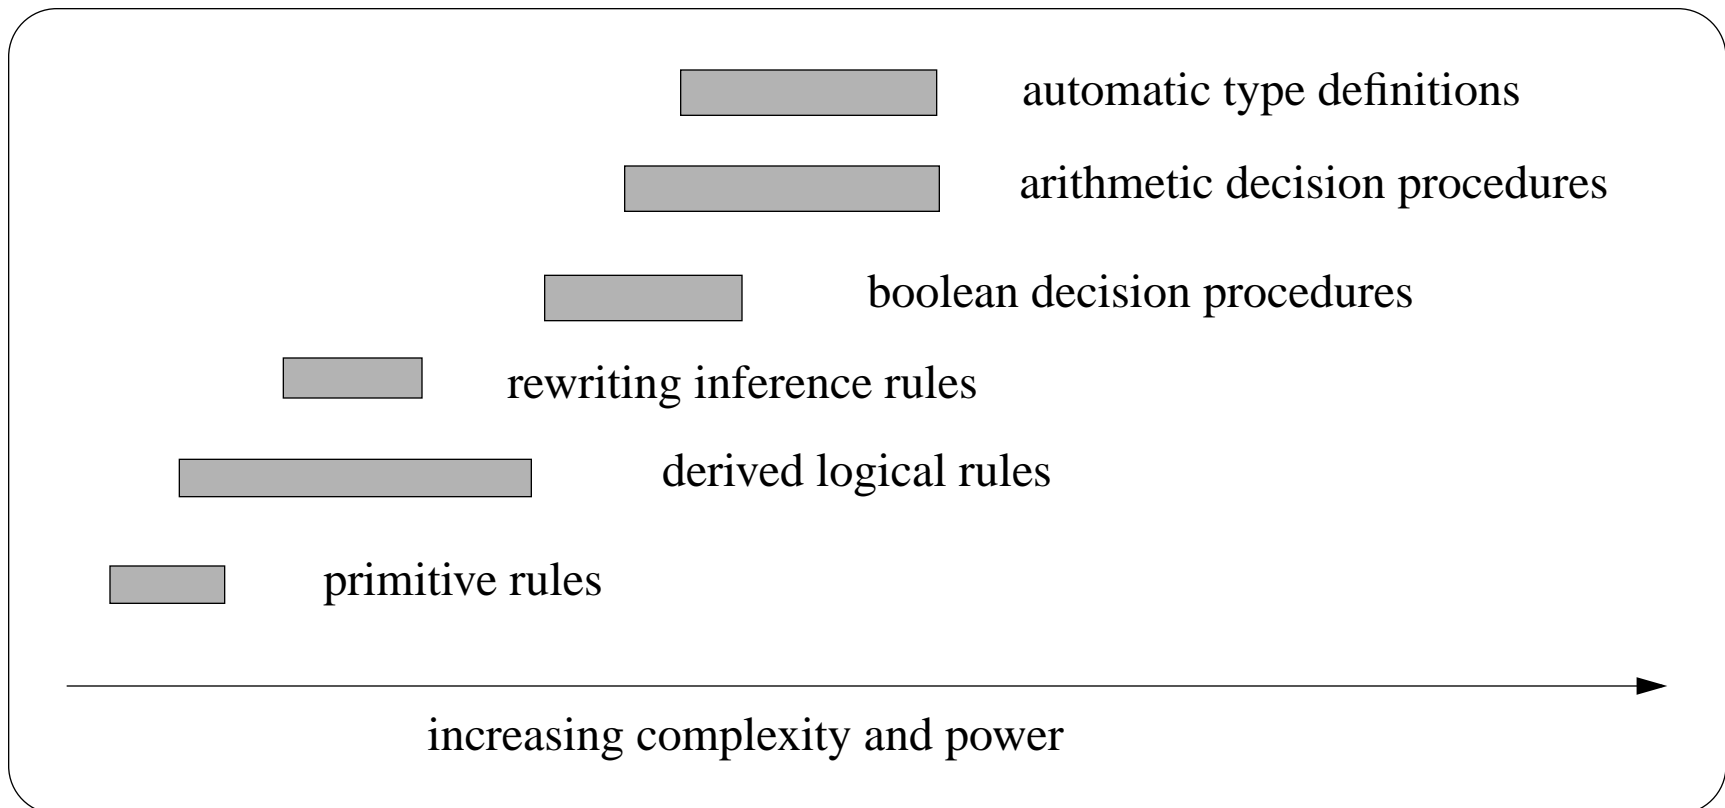 automatic type definitions
arithmetic decision procedures
boolean decision procedures
rewriting inference rules
derived logical rules
primitive rules
increasing complexity and power